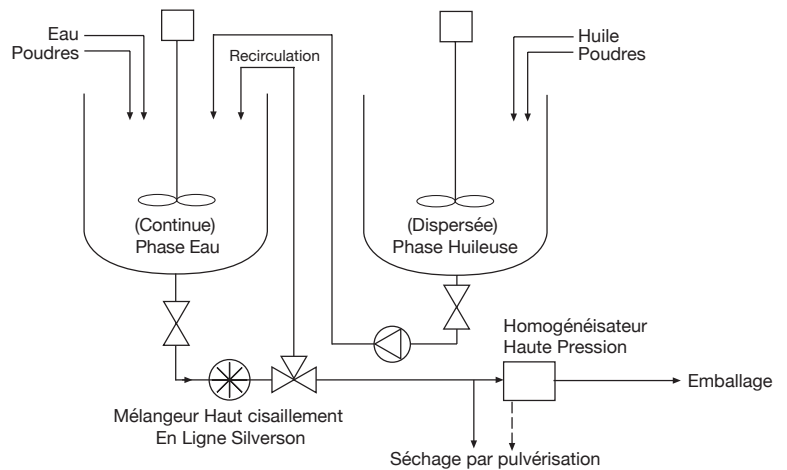 Eau
Poudres
Recirculation
Huile
Poudres
(Continue)
Phase Eau
(Dispersée)
Phase Huileuse
Homogénéisateur
Haute Pression
Emballage
Mélangeur Haut cisaillement
En Ligne Silverson
Séchage par pulvérisation